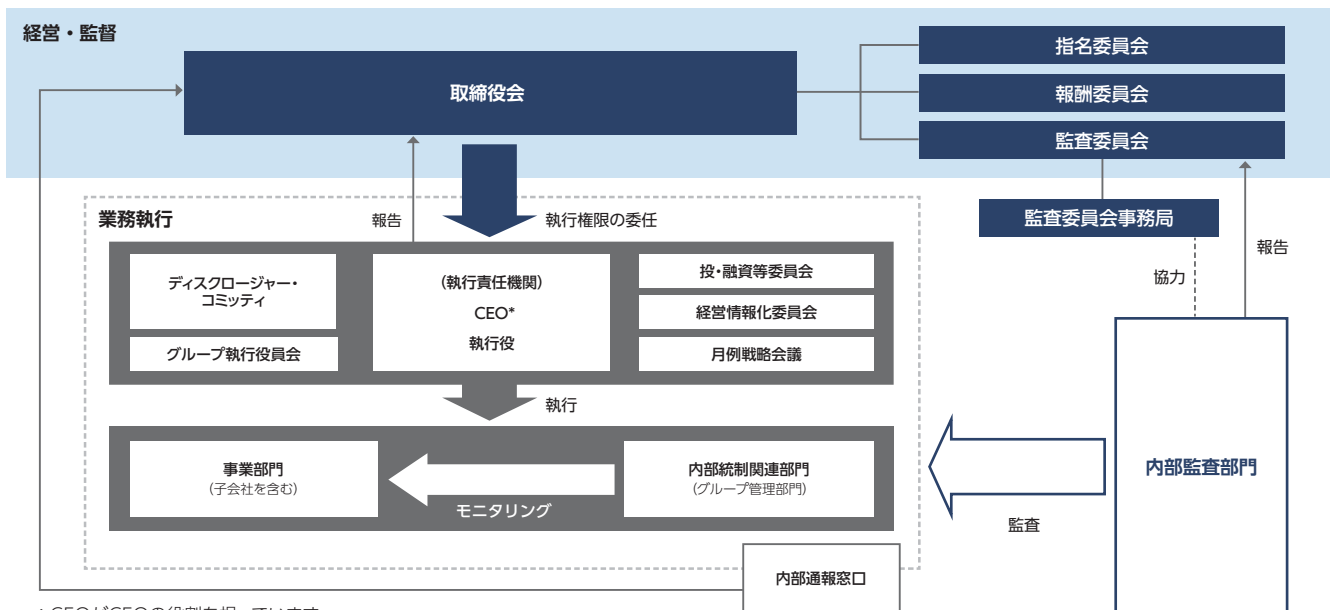 経営・監督
取締役会
指名委員会
報酬委員会
監査委員会
監査委員会事務局
報告
協力
業務執行
報告
執行権限の委任
ディスクロージャー・
コミッティ
グループ執行役員会
(執行責任機関)
CEO*
執行役
投・融資等委員会
経営情報化委員会
月例戦略会議
執行
事業部門
(子会社を含む)
モニタリング
内部統制関連部門
(グループ管理部門)
監査
内部監査部門
内部通報窓口